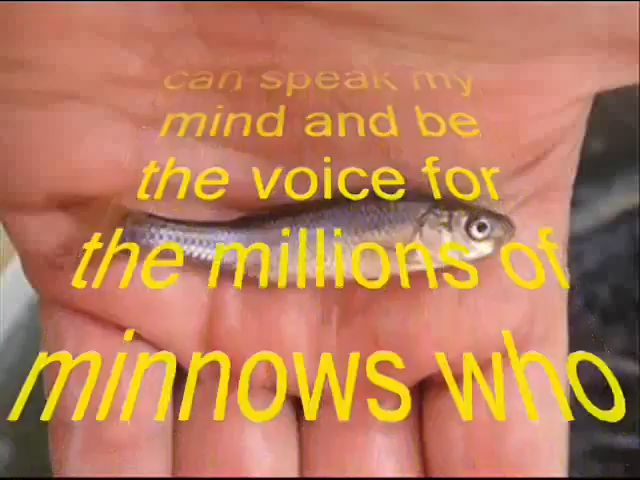 can speak my
mind and be
the voice for
the millions of
minnows who